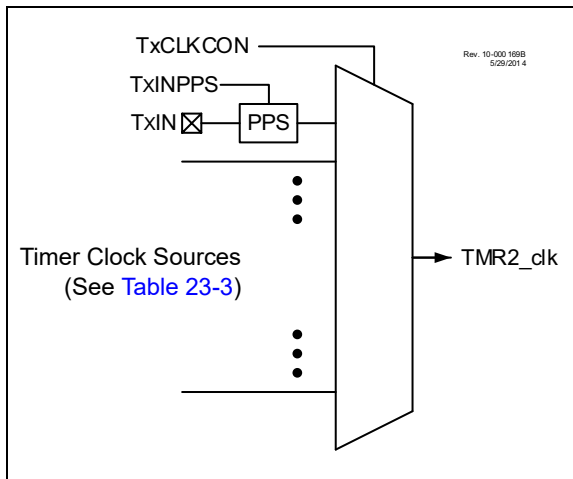 TxCLKCON
Rev. 10-000 169B
5/29/2014
TxINPPS
TxIN
PPS
Timer Clock Sources
(See Table 23-3)
TMR2_clk